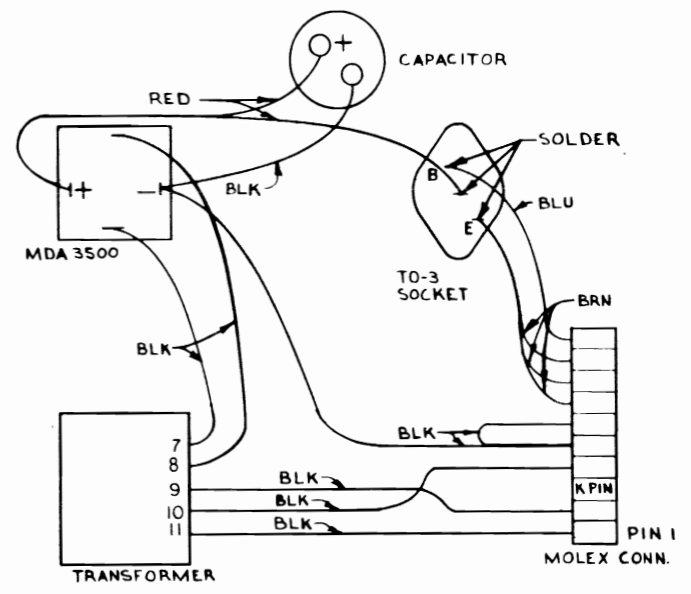 +
CAPACITOR
RED
SOLDER
B
+ -
BLK
BLU
E
MDA 3500
TO-3
SOCKET
BRN
BLK
BLK
7
8
9
BLK
K PIN
10
BLK
11
BLK
PIN 1
MOLEX CONN.
TRANSFORMER